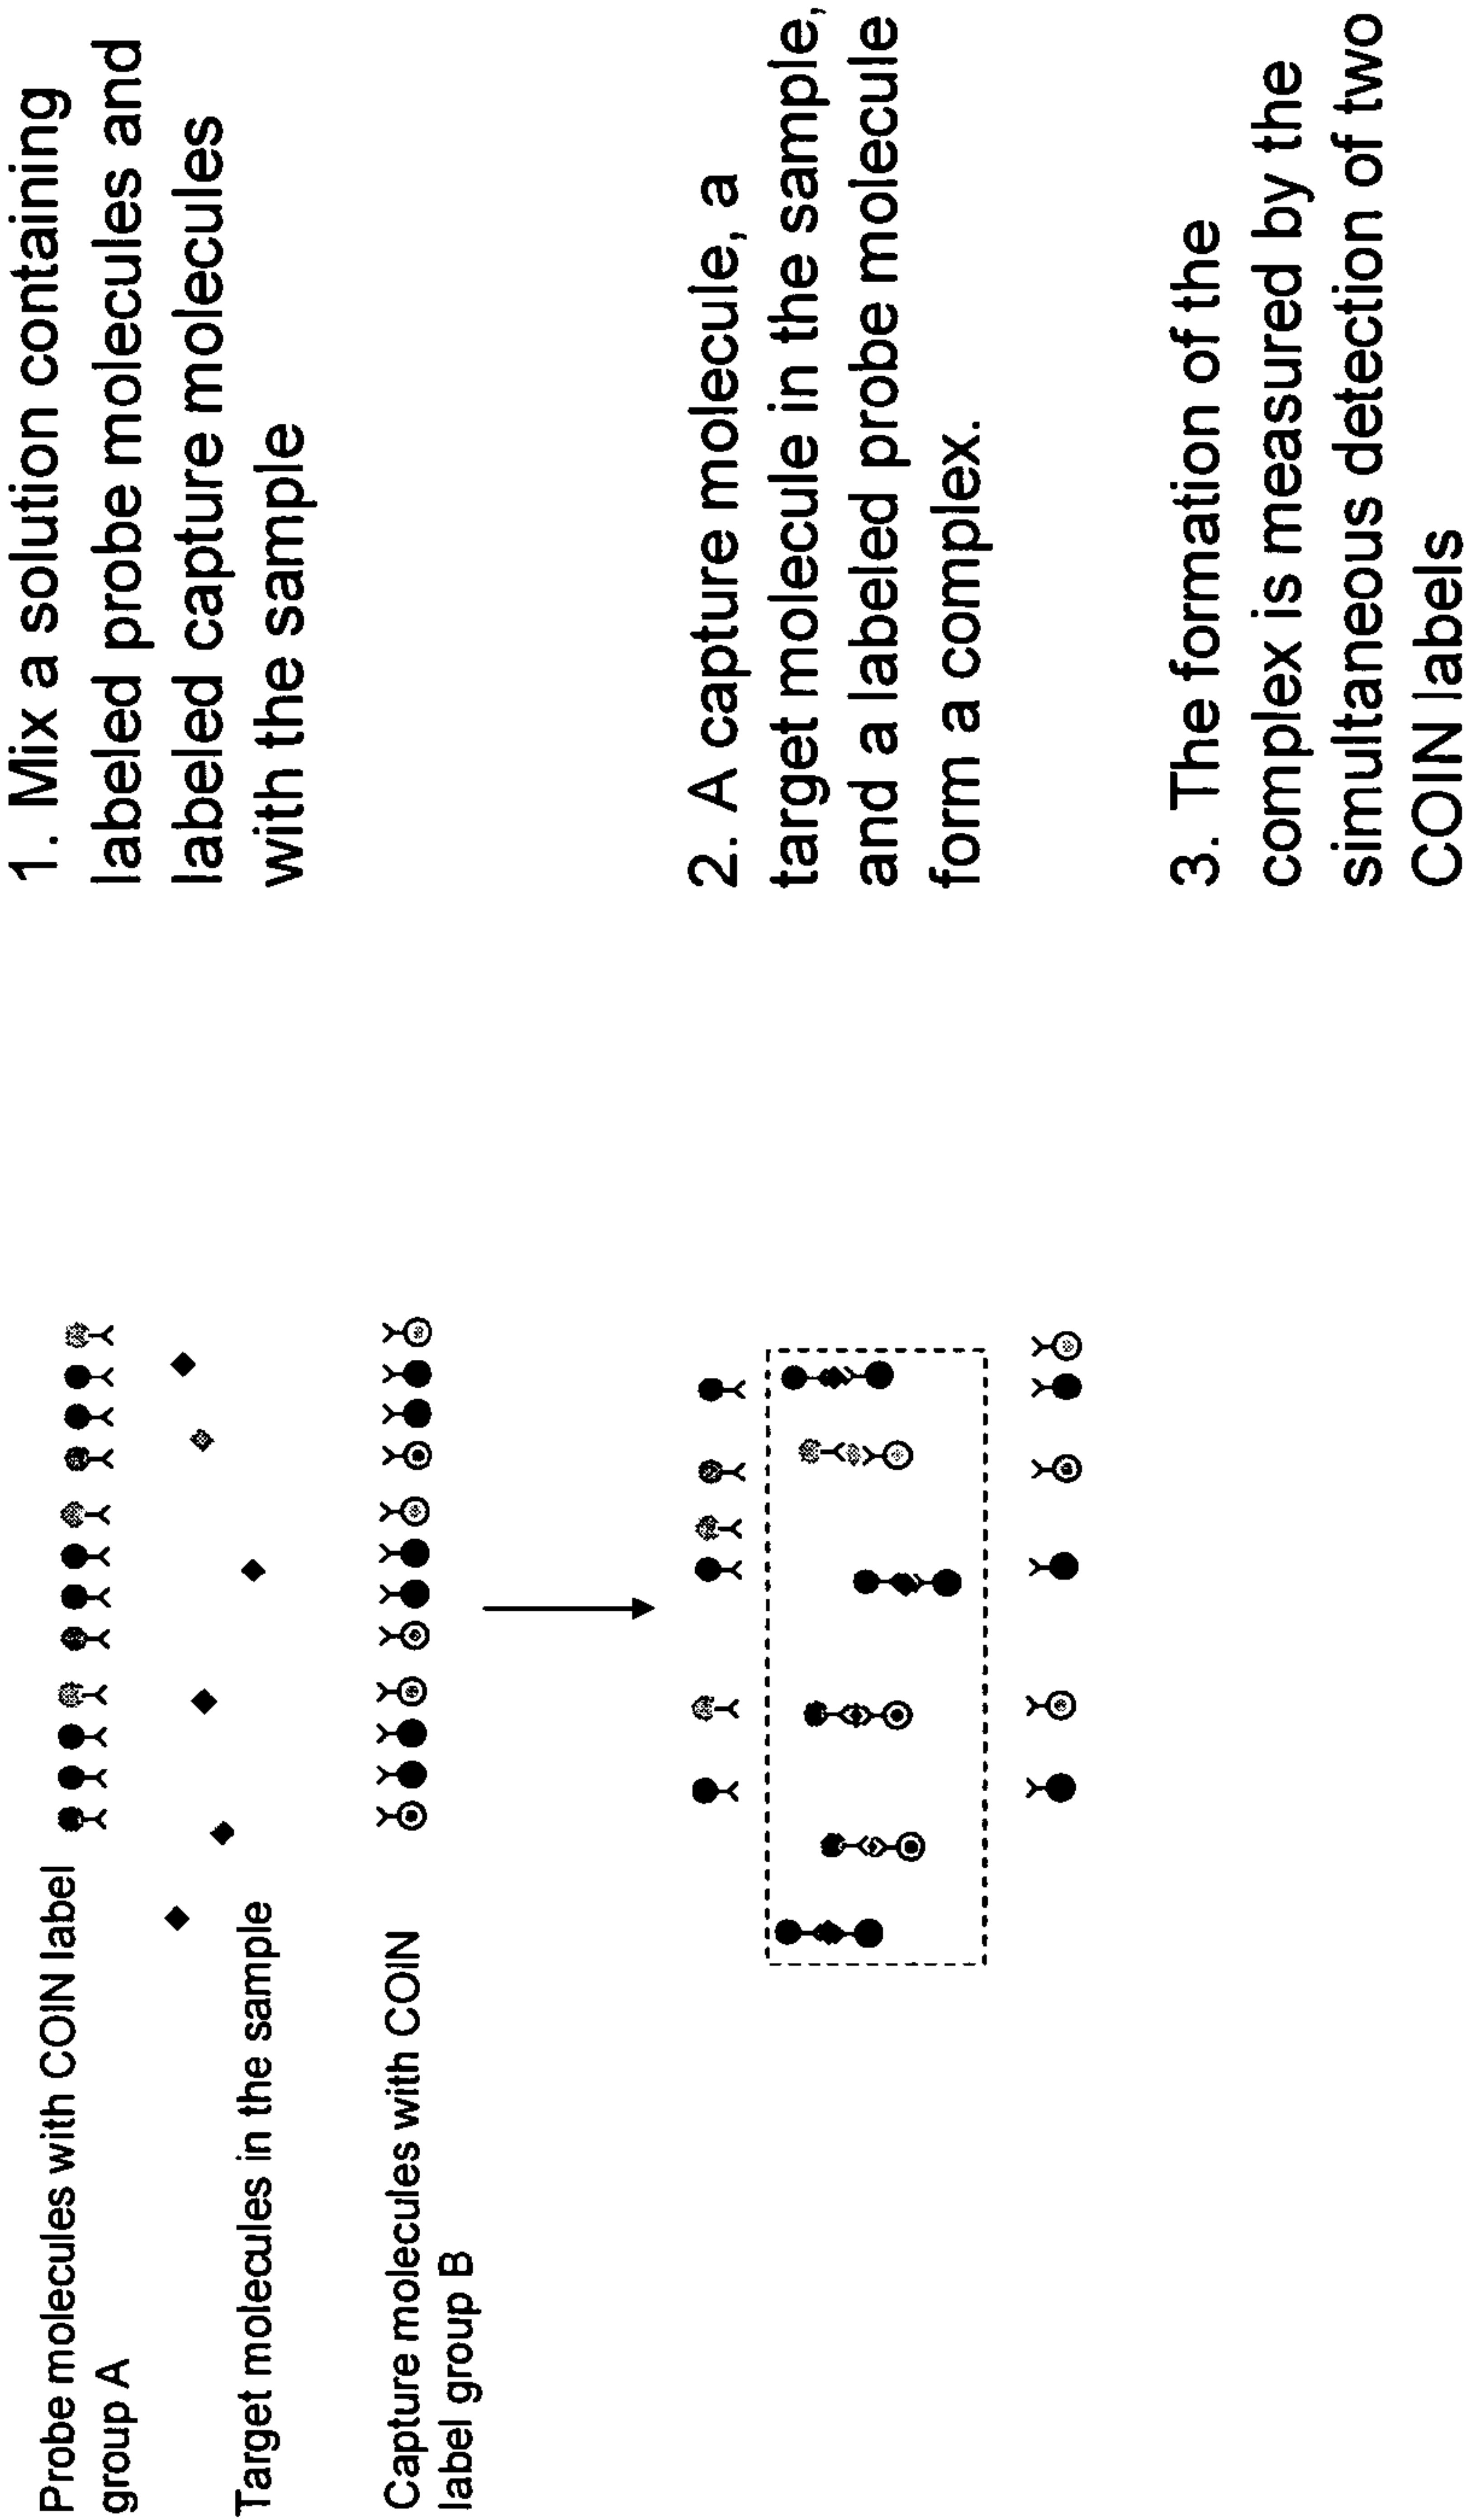 Probe molecules with COIN label
group A
Target molecules in the sample
Capture molecules with COIN
label group B
1. Mix a solution containing
labeled probe molecules and
labeled capture molecules
with the sample
2. A capture molecule, a
target molecule in the sample,
and a labeled probe molecule
form a complex.
3. The formation of the
complex is measured by the
simultaneous detection of two
COIN labels